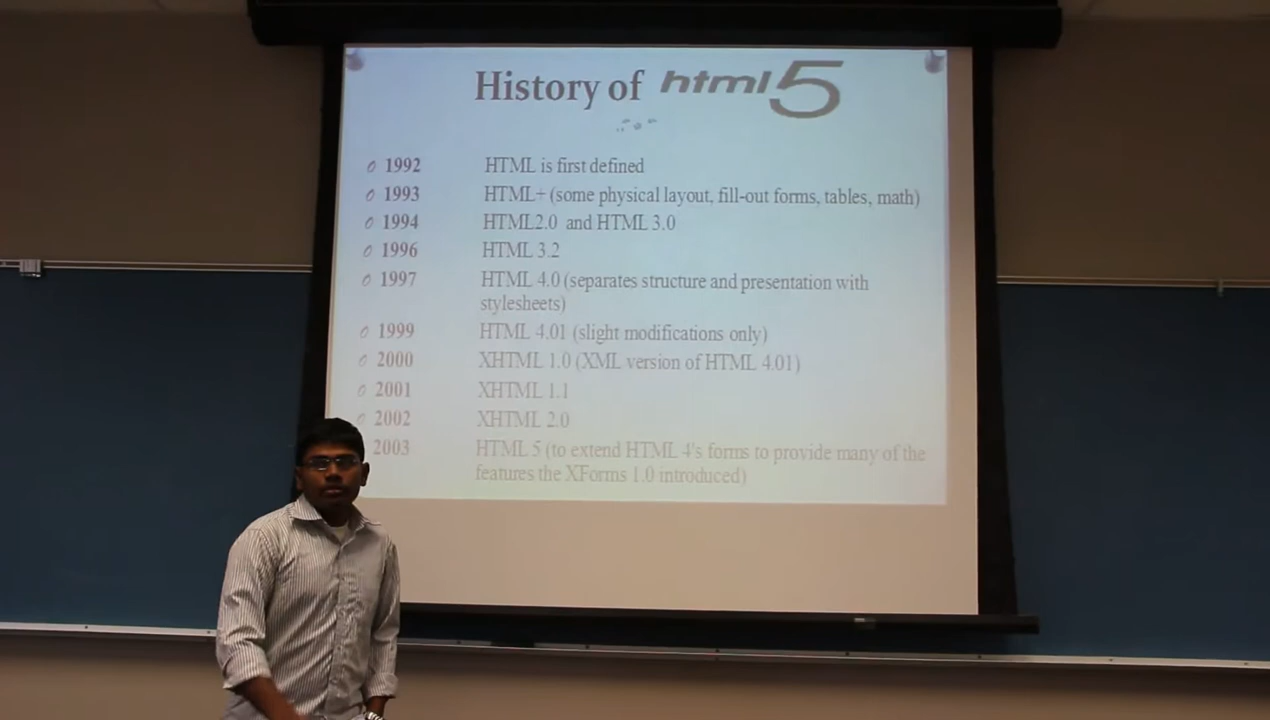 History of html5
1992 HTML is first defined
1993 HTML+ (some physical layout, fill-out forms, tables, math)
1994 HTML2.0 and HTML 3.0
1996 HTML 3.2
1997 HTML 4.0 (separates structure and presentation with
stylesheets)
1999 HTML 4.01 (slight modifications only)
2000 XHTML 1.0 (XML version of HTML 4.01)
2001 XHTML 1.1
2002 XHTML 2.0
2003 HTML 5 (to extend HTML 4's forms to provide many of the
features the XForms 1.0 introduced)